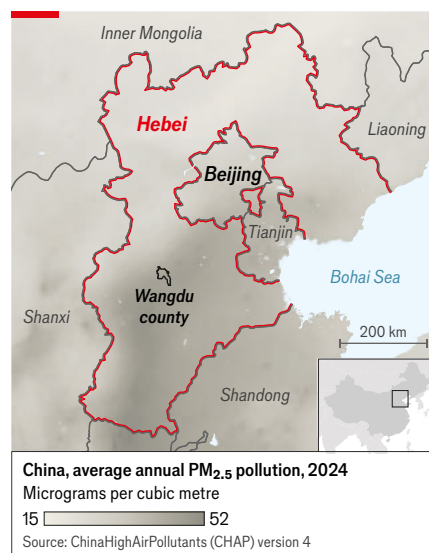 Inner Mongolia
Hebei
Liaoning
Beijing
Tianjin
Bohai Sea
Wangdu
county
Shanxi
200 km
Shandong
China, average annual PM2.5 pollution, 2024
Micrograms per cubic metre
15 52
Source: ChinaHighAirPollutants (CHAP) version 4